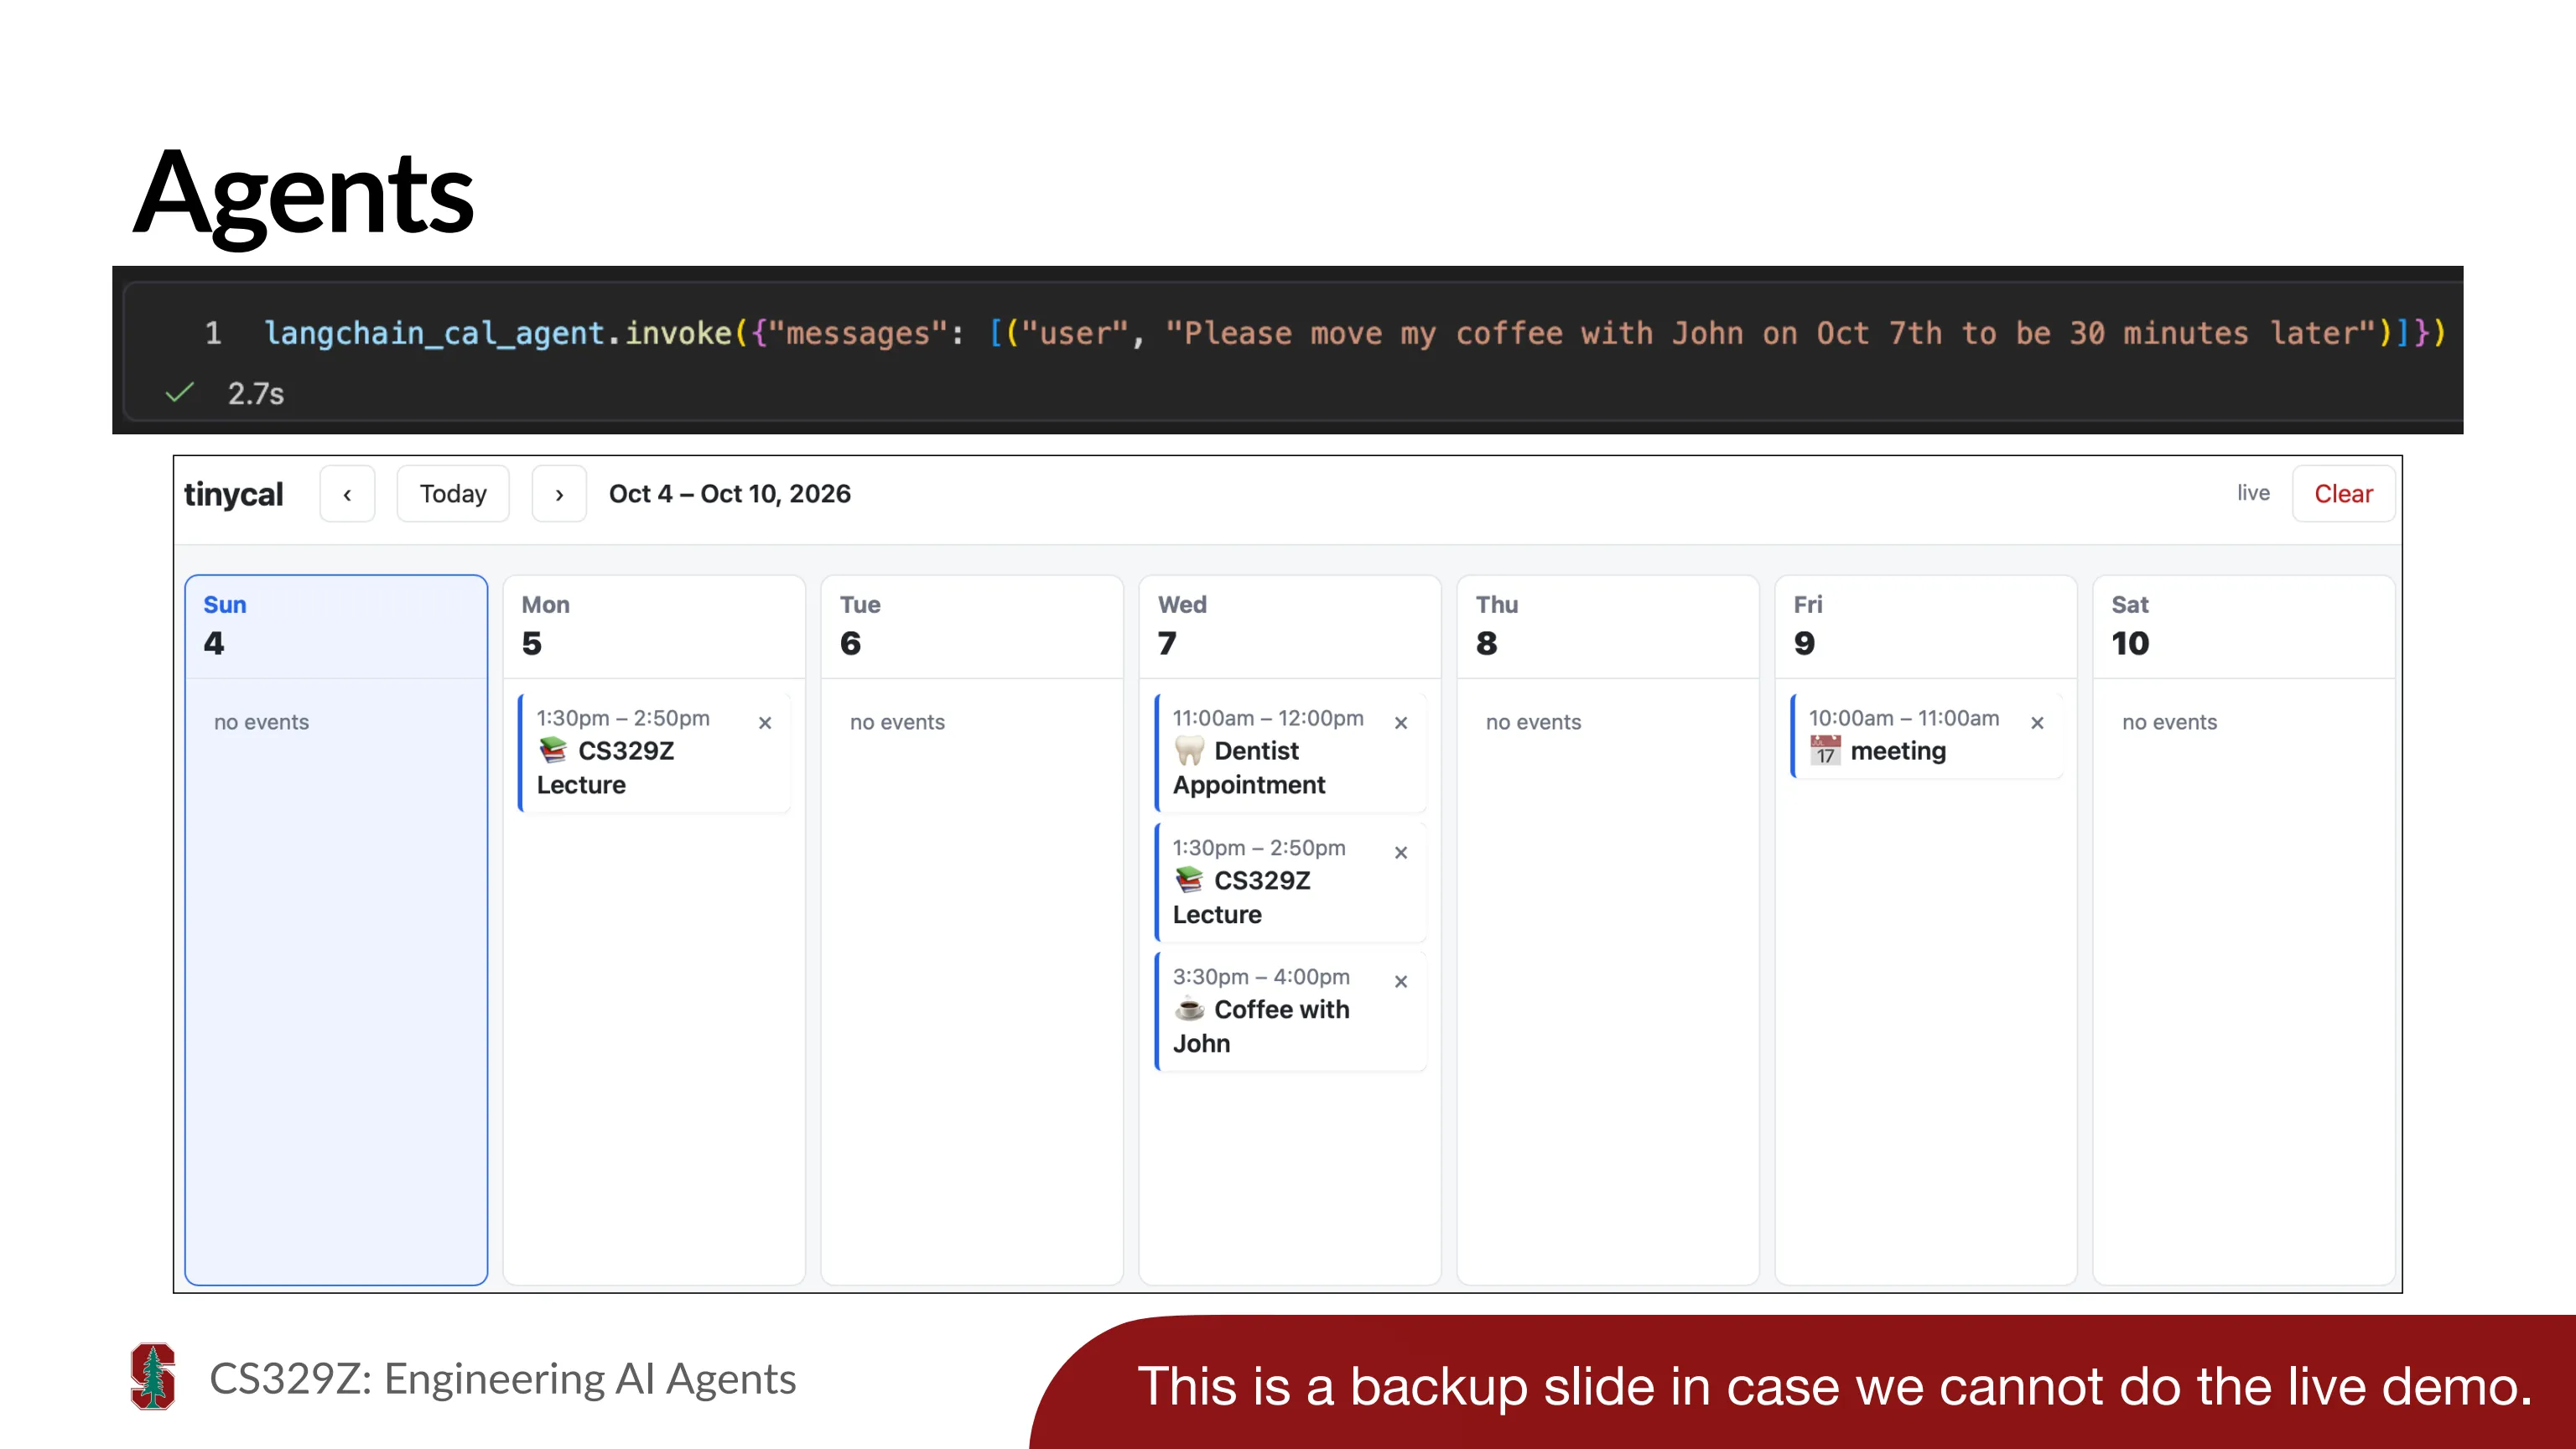 Agents
1 langchain_cal_agent.invoke({"messages": [("user", "Please move my coffee with John on Oct 7th to be 30 minutes later")]})
2.7s
tinycal
‹
Today
›
Oct 4 – Oct 10, 2026
live
Clear
Sun
4
no events
Mon
5
1:30pm – 2:50pm
×
📚 CS329Z
Lecture
Tue
6
no events
Wed
7
11:00am – 12:00pm
×
🦷 Dentist
Appointment
1:30pm – 2:50pm
×
📚 CS329Z
Lecture
3:30pm – 4:00pm
×
☕ Coffee with
John
Thu
8
no events
Fri
9
10:00am – 11:00am
×
📅 meeting
Sat
10
no events
CS329Z: Engineering AI Agents
This is a backup slide in case we cannot do the live demo.